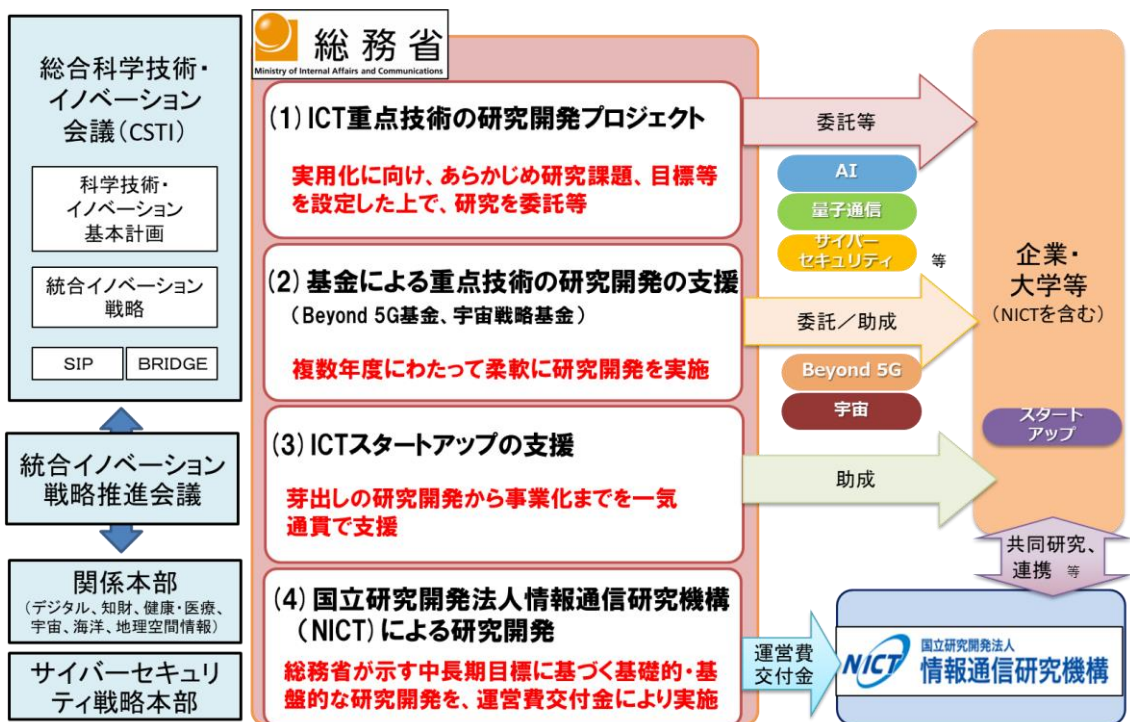 総合科学技術・
イノベーション
会議(CSTI)
科学技術・
イノベーション
基本計画
統合イノベーション
戦略
SIP
BRIDGE
統合イノベーション
戦略推進会議
関係本部
(デジタル、知財、健康・医療、
宇宙、海洋、地理空間情報)
サイバーセキュリ
ティ戦略本部
総務省
Ministry of Internal Affairs and Communications
(1)ICT重点技術の研究開発プロジェクト
実用化に向け、あらかじめ研究課題、目標等
を設定した上で、研究を委託等
(2)基金による重点技術の研究開発の支援
(Beyond 5G基金、宇宙戦略基金)
複数年度にわたって柔軟に研究開発を実施
(3)ICTスタートアップの支援
芽出しの研究開発から事業化までを一気
通貫で支援
(4)国立研究開発法人情報通信研究機構
(NICT)による研究開発
総務省が示す中長期目標に基づく基礎的・基
盤的な研究開発を、運営費交付金により実施
委託等
AI
量子通信
サイバー
セキュリティ
等
委託/助成
Beyond 5G
宇宙
助成
運営費
交付金
企業・
大学等
(NICTを含む)
スタート
アップ
共同研究、
連携 等
NICT
国立研究開発法人
情報通信研究機構